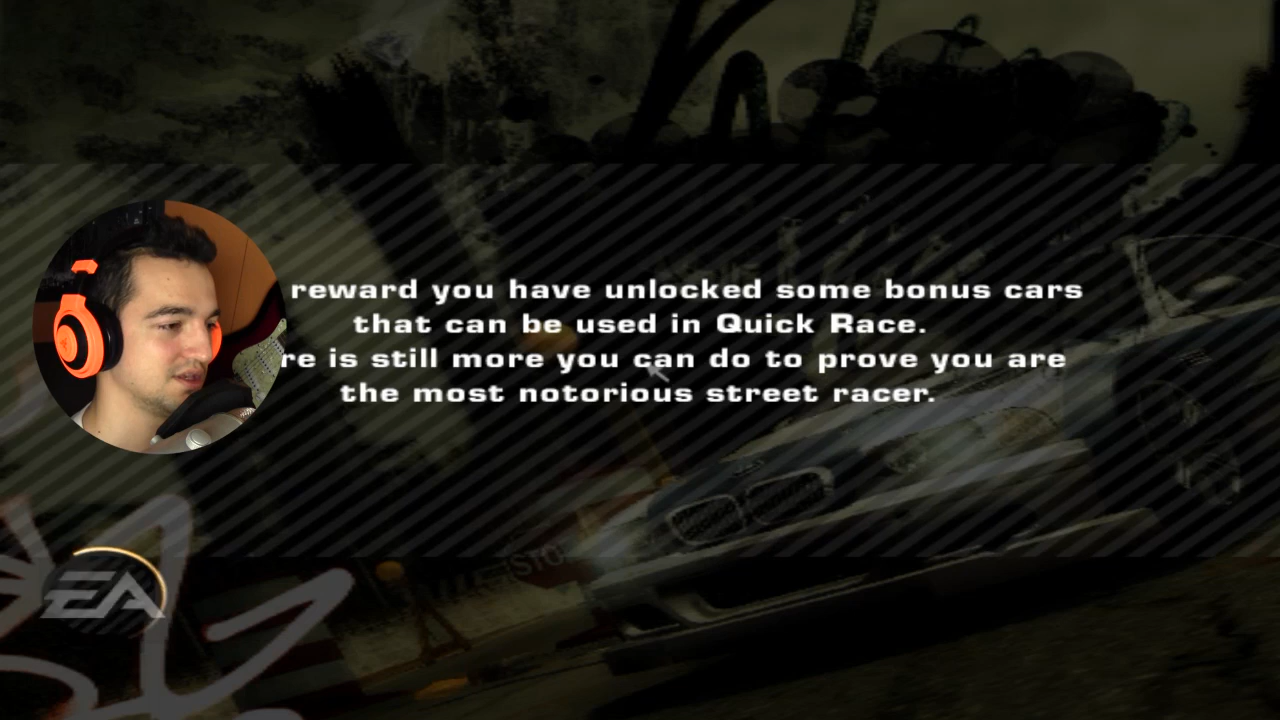 reward you have unlocked some bonus cars
that can be used in Quick Race.
re is still more you can do to prove you are
the most notorious street racer.
STO
EA